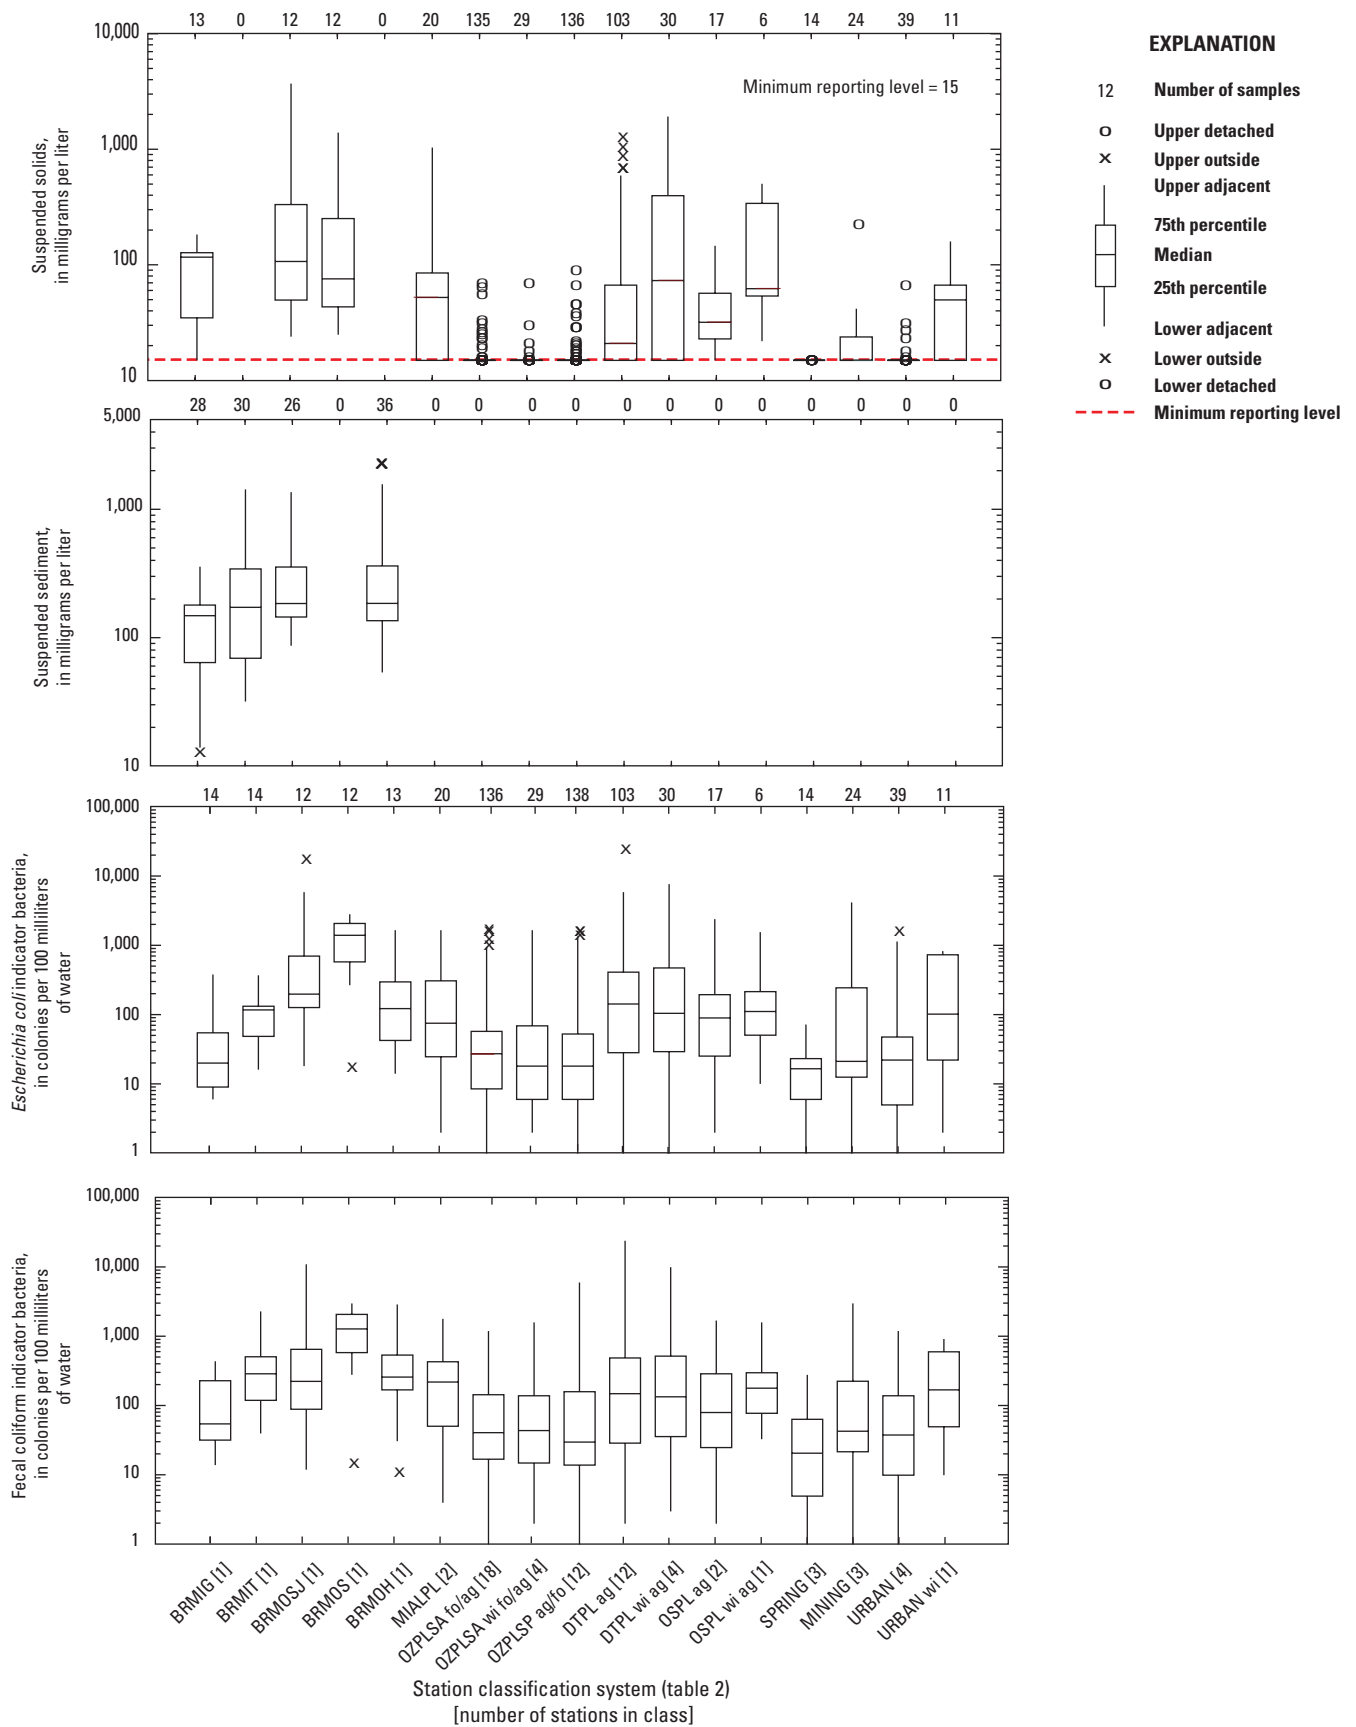 13 0 12 12 0 20 135 29 136 103 30 17 6 14 24 39 11
10,000
1,000
100
10
Suspended solids,
in milligrams per liter
Minimum reporting level = 15
EXPLANATION
12 Number of samples
o Upper detached
x Upper outside
Upper adjacent
75th percentile
Median
25th percentile
Lower adjacent
x Lower outside
o Lower detached
Minimum reporting level
28 30 26 0 36 0 0 0 0 0 0 0 0 0 0 0 0
5,000
1,000
100
10
Suspended sediment,
in milligrams per liter
14 14 12 12 13 20 136 29 138 103 30 17 6 14 24 39 11
100,000
10,000
1,000
100
10
1
Escherichia coli indicator bacteria,
in colonies per 100 milliliters
of water
100,000
10,000
1,000
100
10
1
Fecal coliform indicator bacteria,
in colonies per 100 milliliters
of water
BRMIG [1]
BRMIT [1]
BRMOSJ [1]
BRMOS [1]
BRMOH [1]
MIALPL [2]
OZPLSA fo/ag [18]
OZPLSA wi fo/ag [4]
OZPLSP ag/fo [12]
DTPL ag [12]
DTPL wi ag [4]
OSPL ag [2]
OSPL wi ag [1]
SPRING [3]
MINING [3]
URBAN [4]
URBAN wi [1]
Station classification system (table 2)
[number of stations in class]